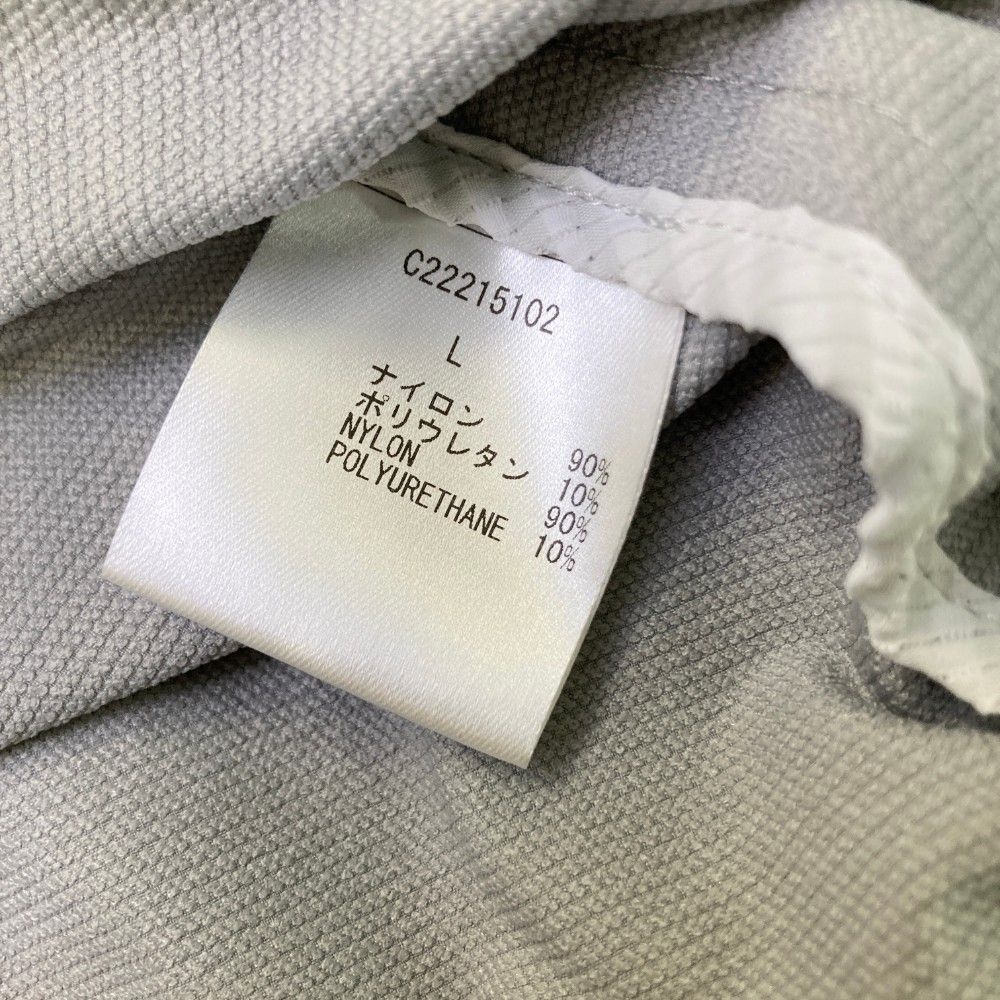 C22215102
L
ナイロン 90%
ポリウレタン 10%
NYLON 90%
POLYURETHANE 10%